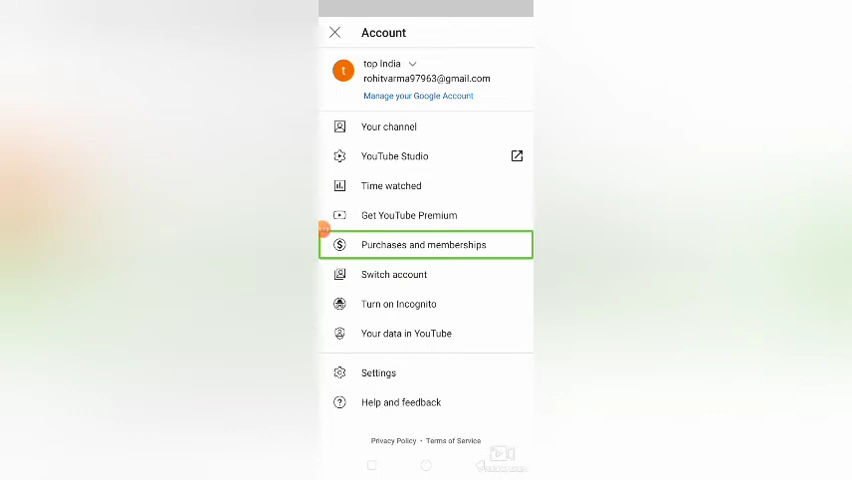 Account
t
top India
rohitvarma97963@gmail.com
Manage your Google Account
Your channel
YouTube Studio
Time watched
Get YouTube Premium
Purchases and memberships
Switch account
Turn on Incognito
Your data in YouTube
Settings
Help and feedback
Privacy Policy • Terms of Service